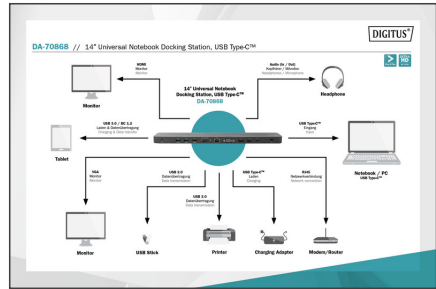 DIGITUS®
DA-70868 // 14" Universal Notebook Docking Station, USB Type-C™
HDMI
Monitor
Monitor
Audio (in / Out)
Kopfhörer / Mikrofon
Headphones / Microphone
14" Universal Notebook
Docking Station, USB Type-C™
DA-70868
Monitor
Headphone
USB 3.0 / BC 1.2
Laden & Datenübertragung
Charging & Data transfer
USB Type-C™
Eingang
Input
Tablet
Notebook / PC
USB Type-C™
VGA
Monitor
Monitor
USB 3.0
Datenübertragung
Data transmission
USB 3.0
Datenübertragung
Data transmission
USB Type-C™
Laden
Charging
RJ45
Netzwerkverbindung
Network connection
Monitor
USB Stick
Printer
Charging Adapter
Modem/Router